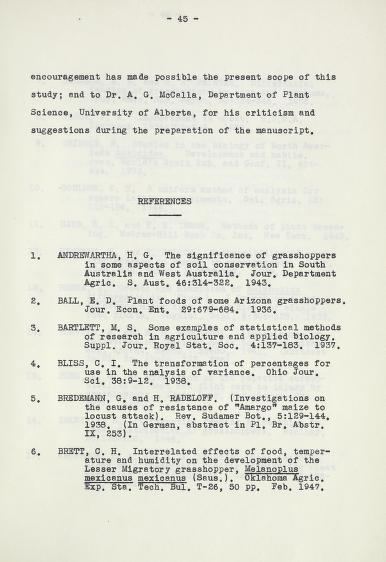 - 45 -
encouragement has made possible the present scope of this
study; and to Dr. A. G. McCalla, Department of Plant
Science, University of Alberta, for his criticism and
suggestions during the preparation of the manuscript.
REFERENCES
1. ANDREWARTHA, H. G. The significance of grasshoppers
in some aspects of soil conservation in South
Australia and West Australia. Jour. Department
Agric. S. Aust. 46:314-322. 1943.
2. BALL, E. D. Plant foods of some Arizona grasshoppers.
Jour. Econ. Ent. 29:679-684. 1936.
3. BARTLETT, M. S. Some examples of statistical methods
of research in agriculture and applied biology.
Suppl. Jour. Royal Stat. Soc. 4:137-183. 1937.
4. BLISS, C. I. The transformation of percentages for
use in the analysis of variance. Ohio Jour.
Sci. 38:9-12. 1938.
5. BREDEMANN, G. and H. RADELOFF. (Investigations on
the causes of resistance of "Amargo" maize to
locust attack). Rev. Sudamer Bot., 5:129-144.
1938. (In German, abstract in Pl. Br. Abstr.
IX, 253).
6. BRETT, C. H. Interrelated effects of food, temper-
ature and humidity on the development of the
Lesser Migratory grasshopper, Melanoplus
mexicanus mexicanus (Saus.). Oklahoma Agric.
Exp. Sta. Tech. Bul. T-26, 50 pp. Feb. 1947.